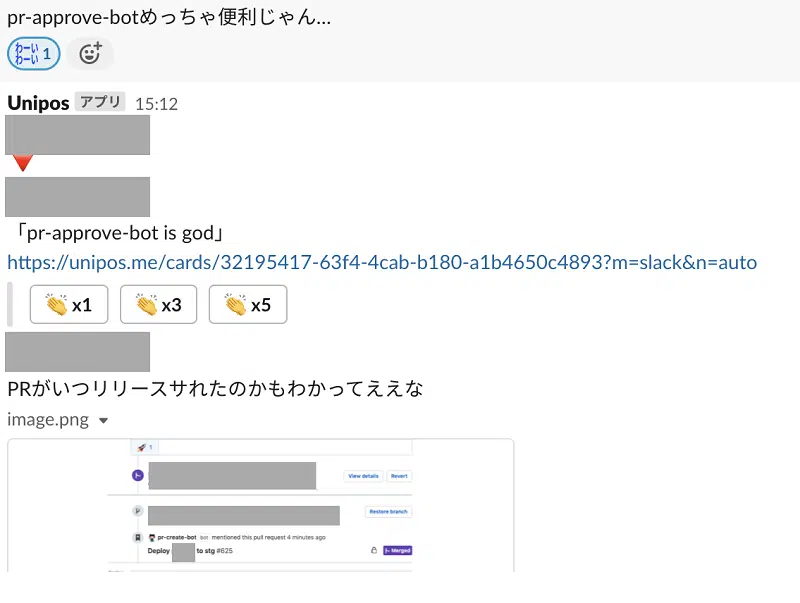 pr-approve-botめっちゃ便利じゃん…
わーい
わーい
1
Unipos アプリ 15:12
「pr-approve-bot is god」
https://unipos.me/cards/32195417-63f4-4cab-b180-a1b4650c4893?m=slack&n=auto
x1 x3 x5
PRがいつリリースサれたのかもわかってええな
image.png
1
View details Revert
Restore branch
pr-create-bot bot mentioned this pull request 4 minutes ago
Deploy to stg #625 Merged